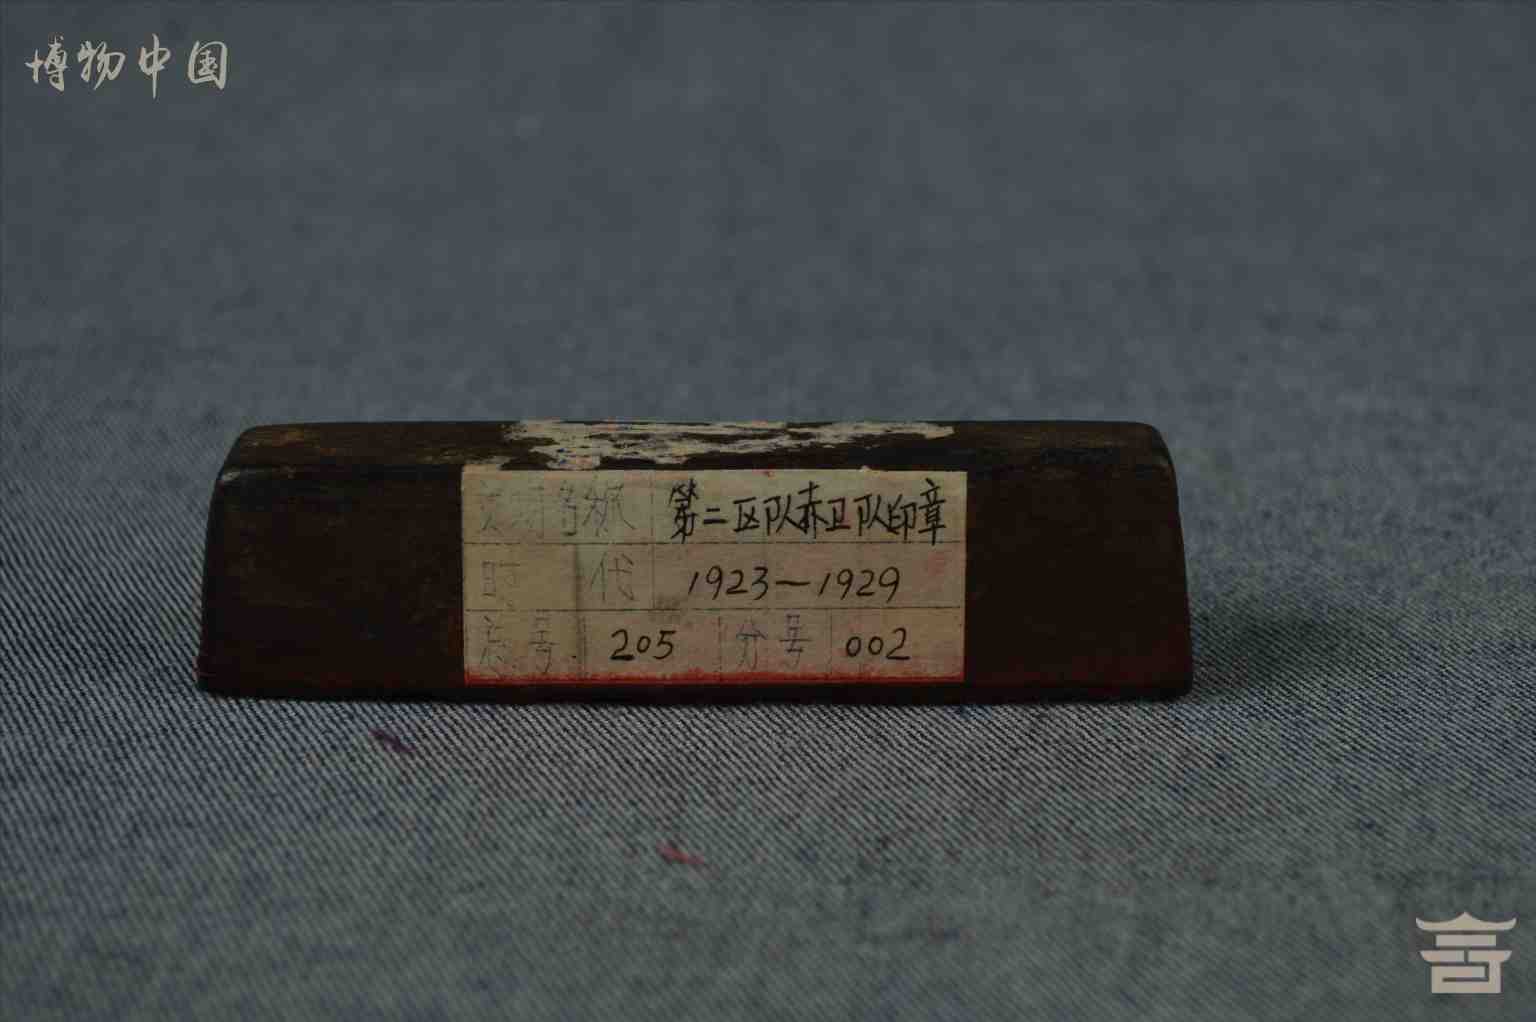 博物中国
文物名称 第二区队赤卫队印章
时代 1923—1929
总号 205 分号 002